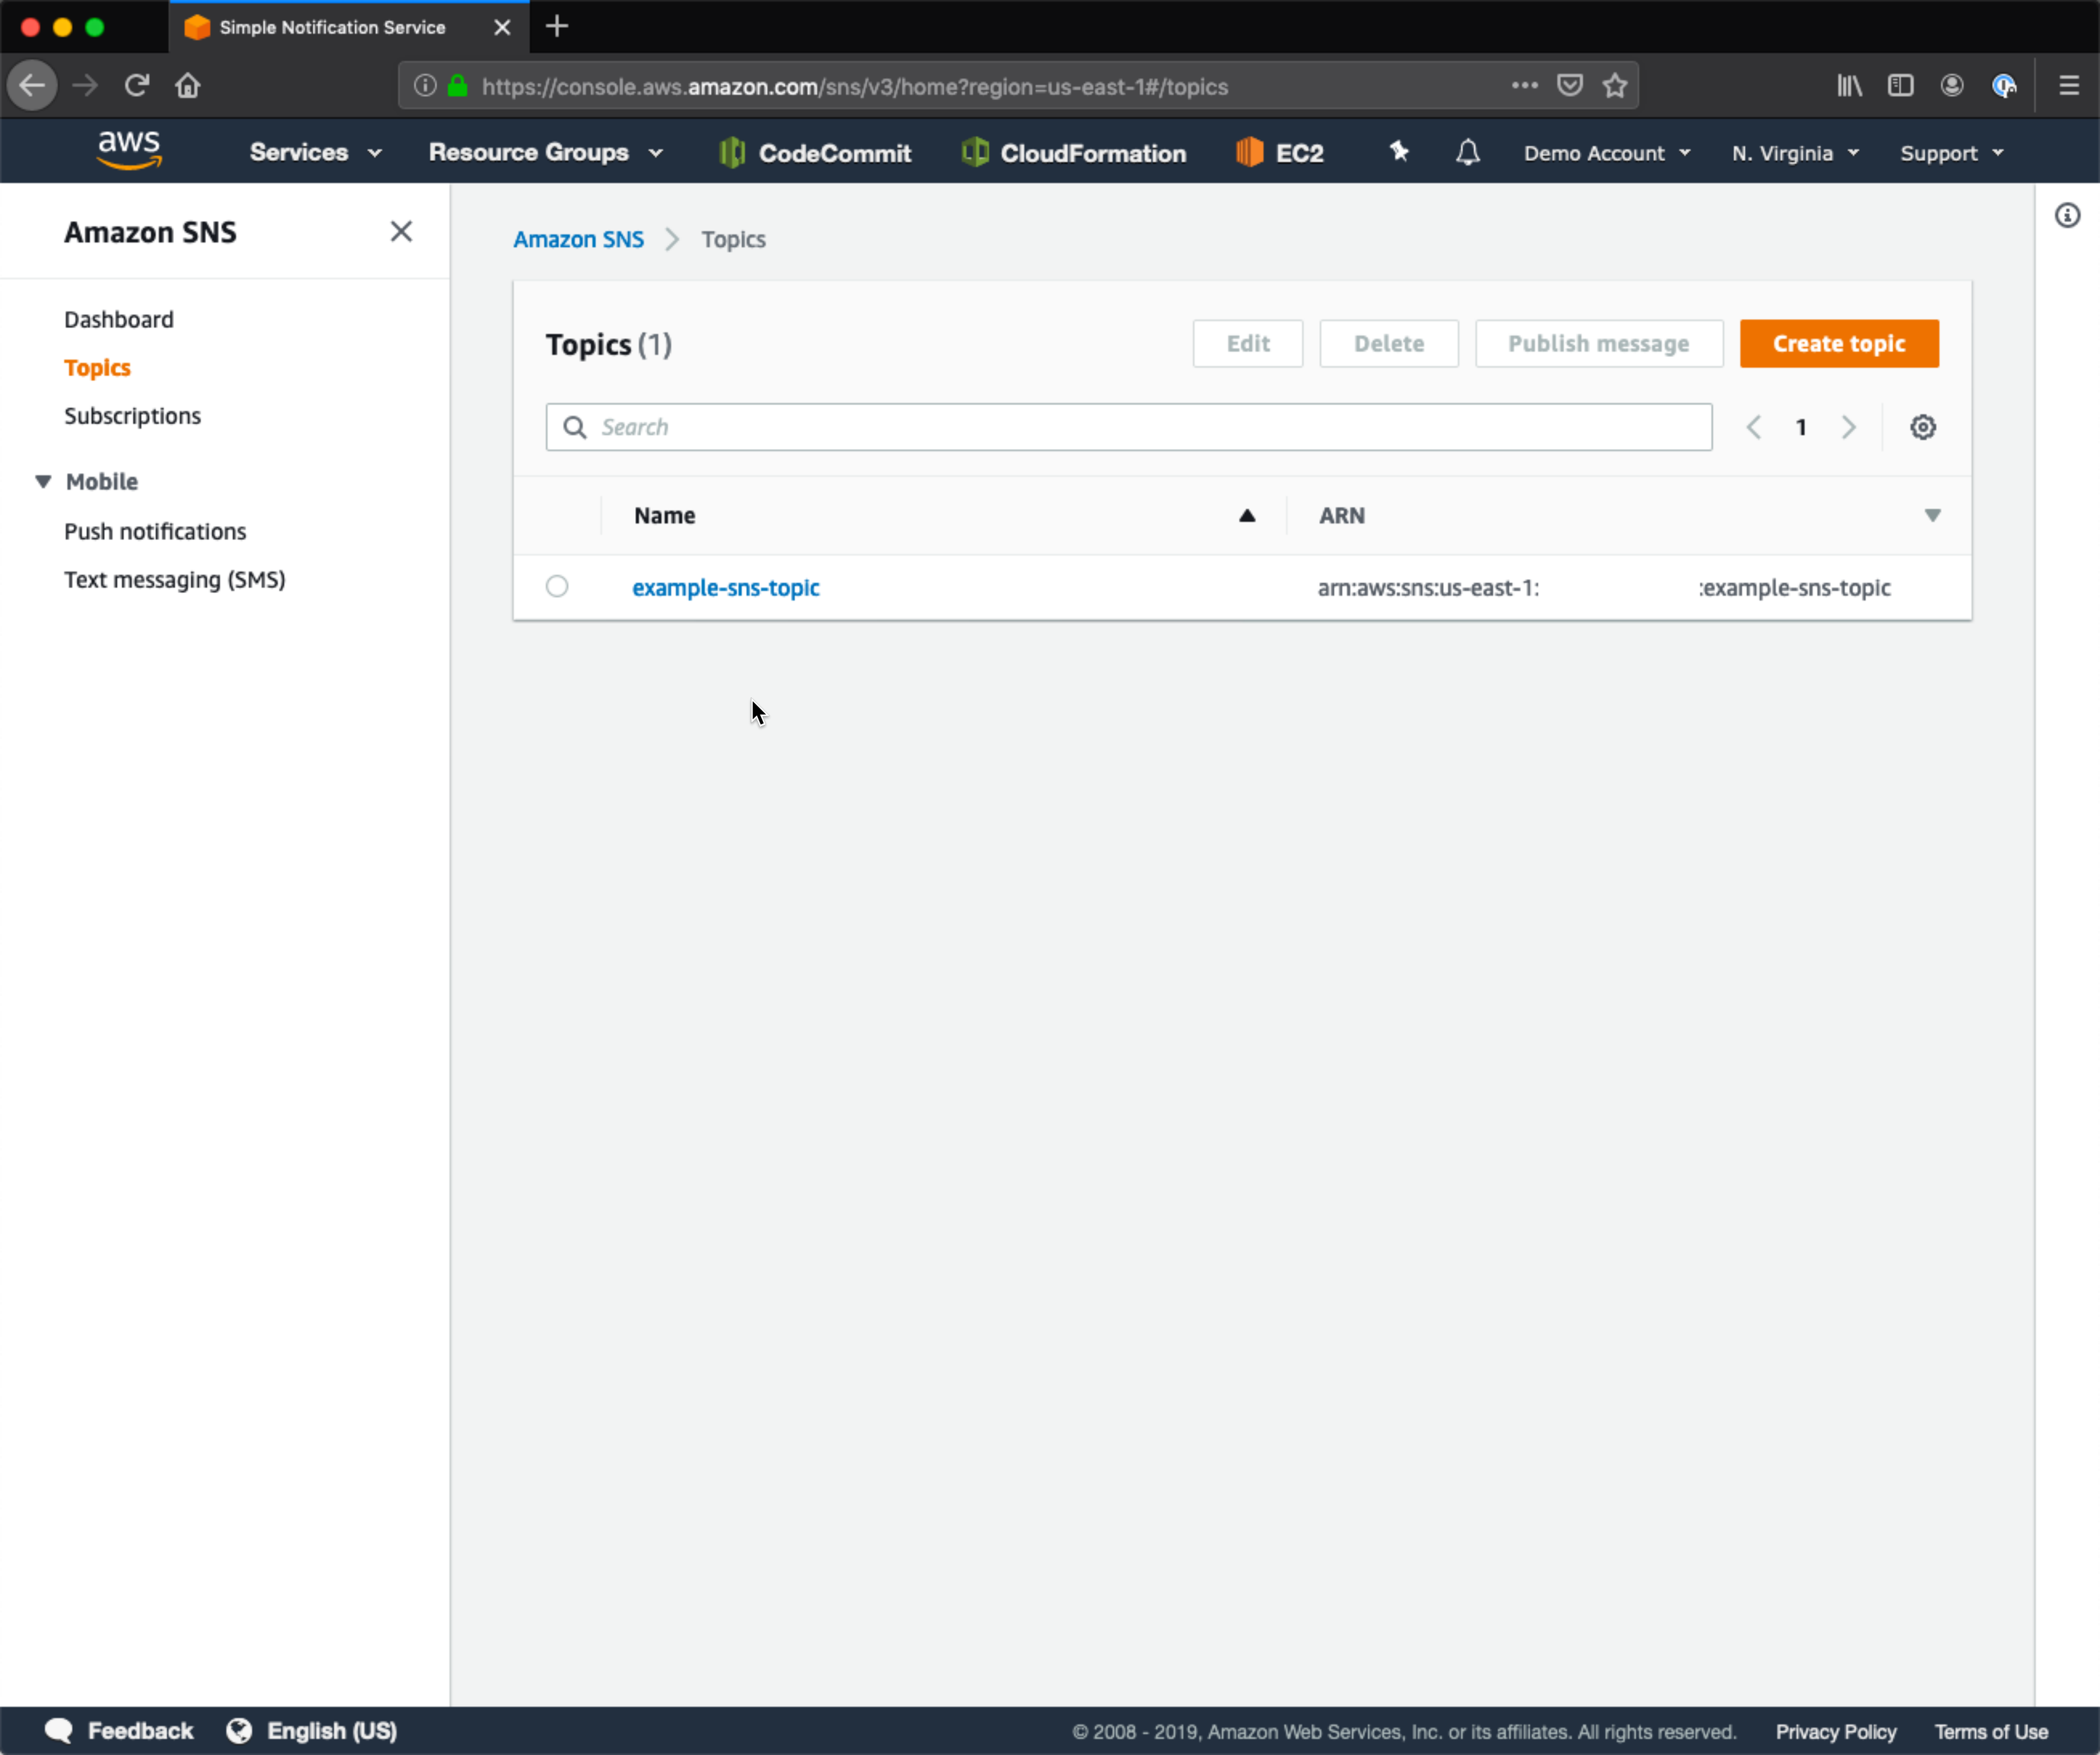 Simple Notification Service
https://console.aws.amazon.com/sns/v3/home?region=us-east-1#/topics
aws Services Resource Groups CodeCommit CloudFormation EC2 Demo Account N. Virginia Support
Amazon SNS
Dashboard
Topics
Subscriptions
Mobile
Push notifications
Text messaging (SMS)
Amazon SNS > Topics
Topics (1) Edit Delete Publish message Create topic
Search 1
Name ARN
example-sns-topic arn:aws:sns:us-east-1: :example-sns-topic
Feedback English (US) © 2008 - 2019, Amazon Web Services, Inc. or its affiliates. All rights reserved. Privacy Policy Terms of Use